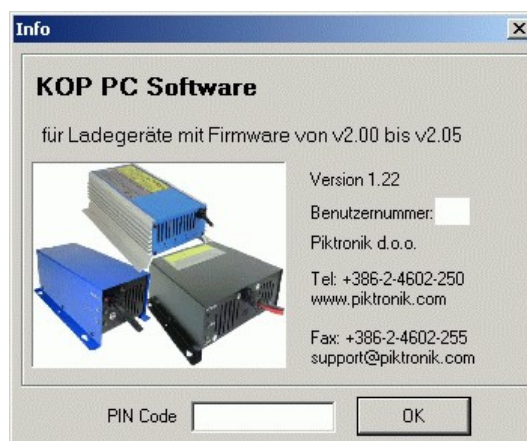 Info
KOP PC Software
für Ladegeräte mit Firmware von v2.00 bis v2.05
Version 1.22
Benutzernummer:
Piktronik d.o.o.
Tel: +386-2-4602-250
www.piktronik.com
Fax: +386-2-4602-255
support@piktronik.com
PIN Code
OK